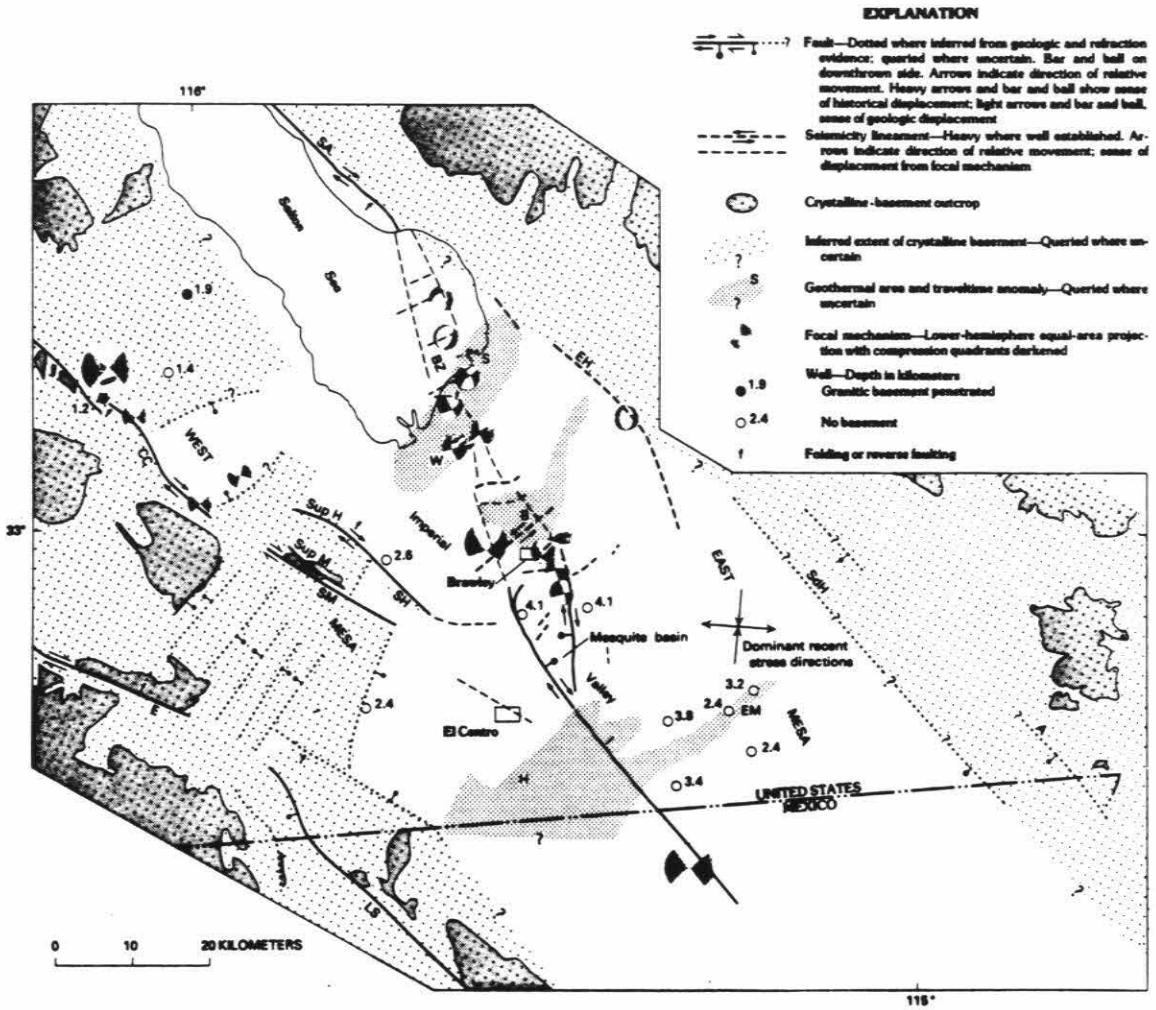 EXPLANATION
Fault—Dotted where inferred from geologic and refraction
evidence; queried where uncertain. Bar and ball on
downthrown side. Arrows indicate direction of relative
movement. Heavy arrows and bar and ball show sense
of historical displacement; light arrows and bar and ball,
sense of geologic displacement
Seismicity lineament—Heavy where well established. Ar-
rows indicate direction of relative movement; sense of
displacement from focal mechanism
Crystalline-basement outcrop
Inferred extent of crystalline basement—Queried where un-
certain
Geothermal area and traveltime anomaly—Queried where
uncertain
Focal mechanism—Lower-hemisphere equal-area projec-
tion with compression quadrants darkened
Well—Depth in kilometers
1.9 Granitic basement penetrated
2.4 No basement
f Folding or reverse faulting
S
?
?
?
116°
SA
Salton
Sea
1.9
1.4
1.2
CC
WEST
BZ
S
W
EH
33°
Sup H
f
Imperial
B
Brawley
2.6
Sup M
SM
SH
MESA
4.1
4.1
Mesquite basin
EAST
SdH
Dominant recent
stress directions
Valley
E
2.4
El Centro
3.2
2.4
EM
3.8
MESA
2.4
3.4
A
H
UNITED STATES
MEXICO
LS
0 10 20 KILOMETERS
115°